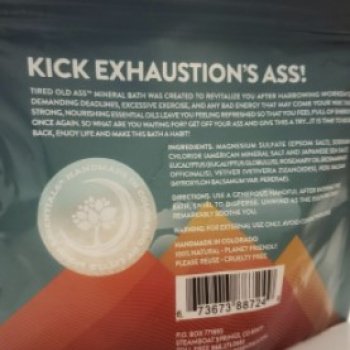 KICK EXHAUSTION'S ASS!
TIRED OLD ASS™ MINERAL BATH WAS CREATED TO REVITALIZE YOU AFTER HARROWING WORKDAYS,
DEMANDING DEADLINES, EXCESSIVE EXERCISE, AND ANY BAD ENERGY THAT MAY COME YOUR WAY.
STRONG, NOURISHING ESSENTIAL OILS LEAVE YOU FEELING REFRESHED SO THAT YOU FEEL FULL OF
ONCE AGAIN. SO WHAT ARE YOU WAITING FOR? GET OFF YOUR ASS AND GIVE THIS A TRY... IT IS TIME TO
BACK, ENJOY LIFE AND MAKE THIS BATH A HABIT!
INGREDIENTS: MAGNESIUM SULFATE (EPSOM SALT),
CHLORIDE (AMERICAN MINERAL SALT AND JAPANESE SEA
EUCALYPTUS (EUCALYPTUS GLOBULUS), ROSEMARY
OFFICINALIS), VETIVER (VETIVERIA ZIZANOIDES),
(MYROXYLON BALSAMUM VAR. PEREIRAE).
DIRECTIONS: USE A GENEROUS HANDFUL AFTER
BATH, SWIRL TO DISPERSE. UNWIND AS THE
REMARKABLY SOOTHE YOU.
WARNING: FOR EXTERNAL USE ONLY. AVOID
HANDMADE IN COLORADO
100% NATURAL • PLANET FRIENDLY
PLEASE REUSE • CRUELTY FREE
HANDMADE
6 73673 88724
P.O. BOX 771893
STEAMBOAT SPRINGS, CO